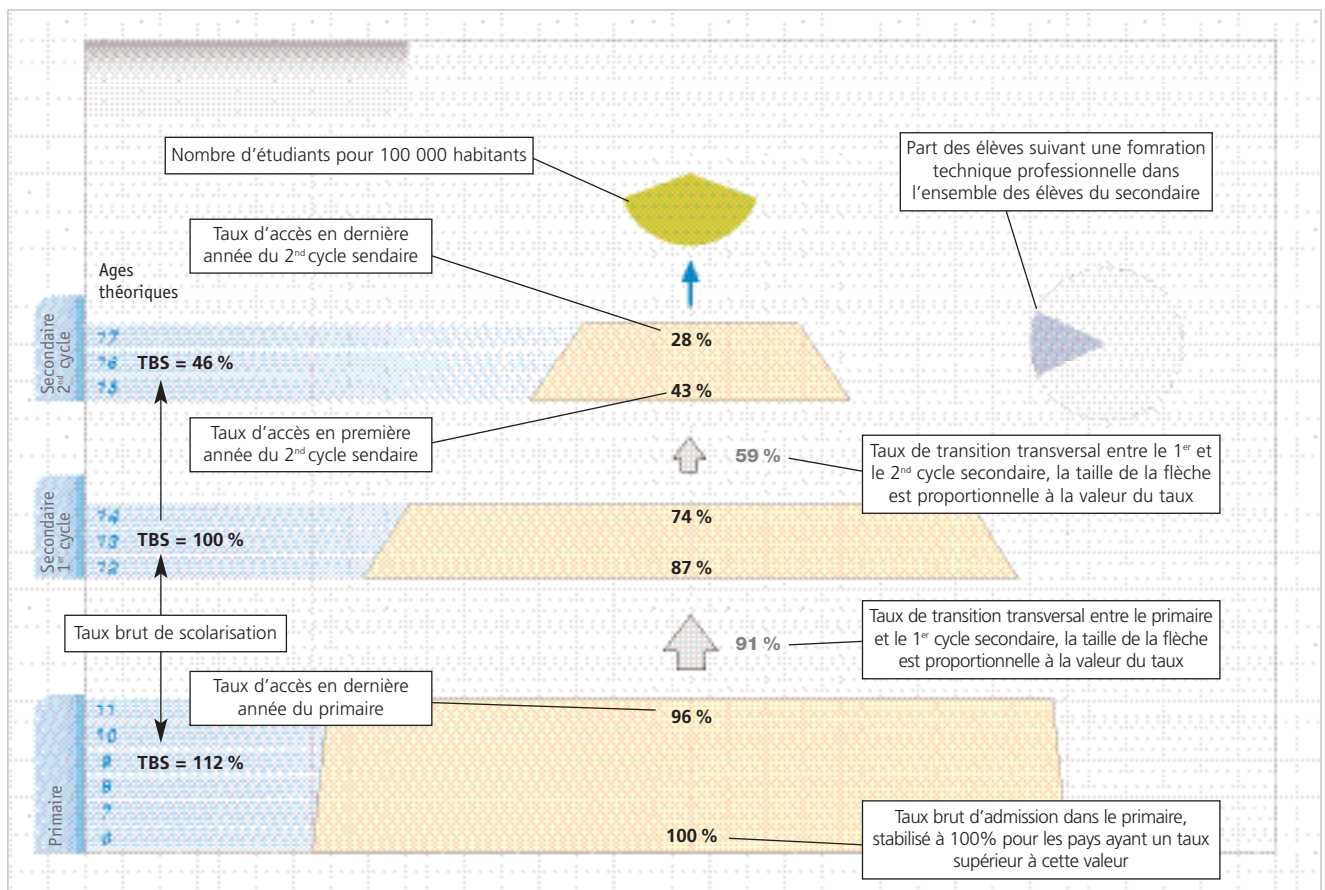 Nombre d'étudiants pour 100 000 habitants
Part des élèves suivant une fomration
technique professionnelle dans
l'ensemble des élèves du secondaire
Taux d'accès en dernière
année du 2nd cycle sendaire
Ages
théoriques
Secondaire
2nd cycle
17
16
15
TBS = 46 %
28 %
43 %
Taux d'accès en première
année du 2nd cycle sendaire
59 %
Taux de transition transversal entre le 1er et
le 2nd cycle secondaire, la taille de la flèche
est proportionnelle à la valeur du taux
Secondaire
1er cycle
14
13
12
TBS = 100 %
74 %
87 %
Taux brut de scolarisation
91 %
Taux de transition transversal entre le primaire
et le 1er cycle secondaire, la taille de la flèche
est proportionnelle à la valeur du taux
Taux d'accès en dernière
année du primaire
Primaire
11
10
9
8
7
6
TBS = 112 %
96 %
100 %
Taux brut d'admission dans le primaire,
stabilisé à 100% pour les pays ayant un taux
supérieur à cette valeur